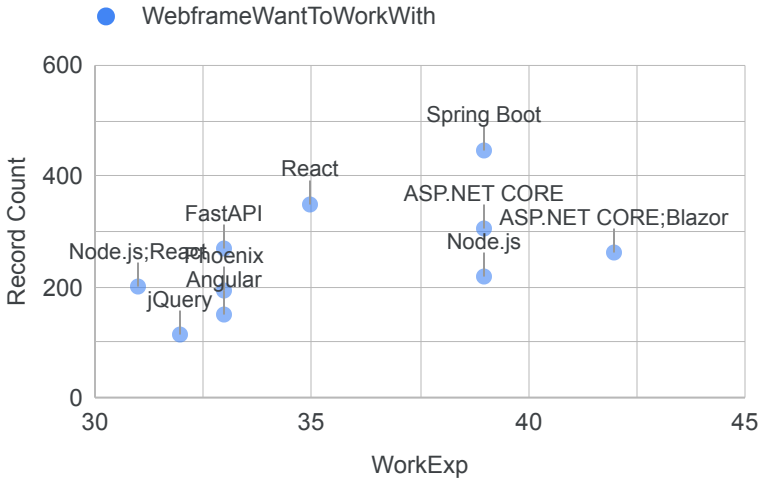 WebframeWantToWorkWith
600
Spring Boot
400
React
ASP.NET CORE
FastAPI
ASP.NET CORE;Blazor
Node.js
Node.js;React
Phoenix
Angular
jQuery
200
0
Record Count
30
35
40
45
WorkExp